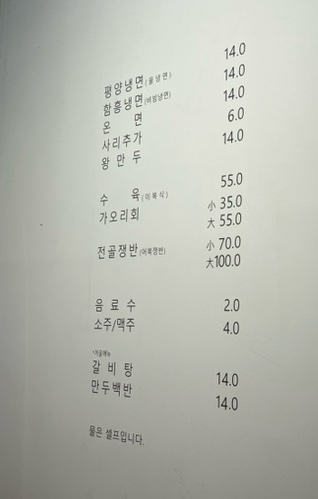 평양냉면(물냉면) 14.0
함흥냉면(비빔냉면) 14.0
온 면 14.0
사리추가 6.0
왕 만 두 14.0
수 육(이북식) 55.0
가오리회 小 35.0
大 55.0
전골쟁반(어복쟁반) 小 70.0
大100.0
음 료 수 2.0
소주/맥주 4.0
갈 비 탕 14.0
만두백반 14.0
물은 셀프입니다.